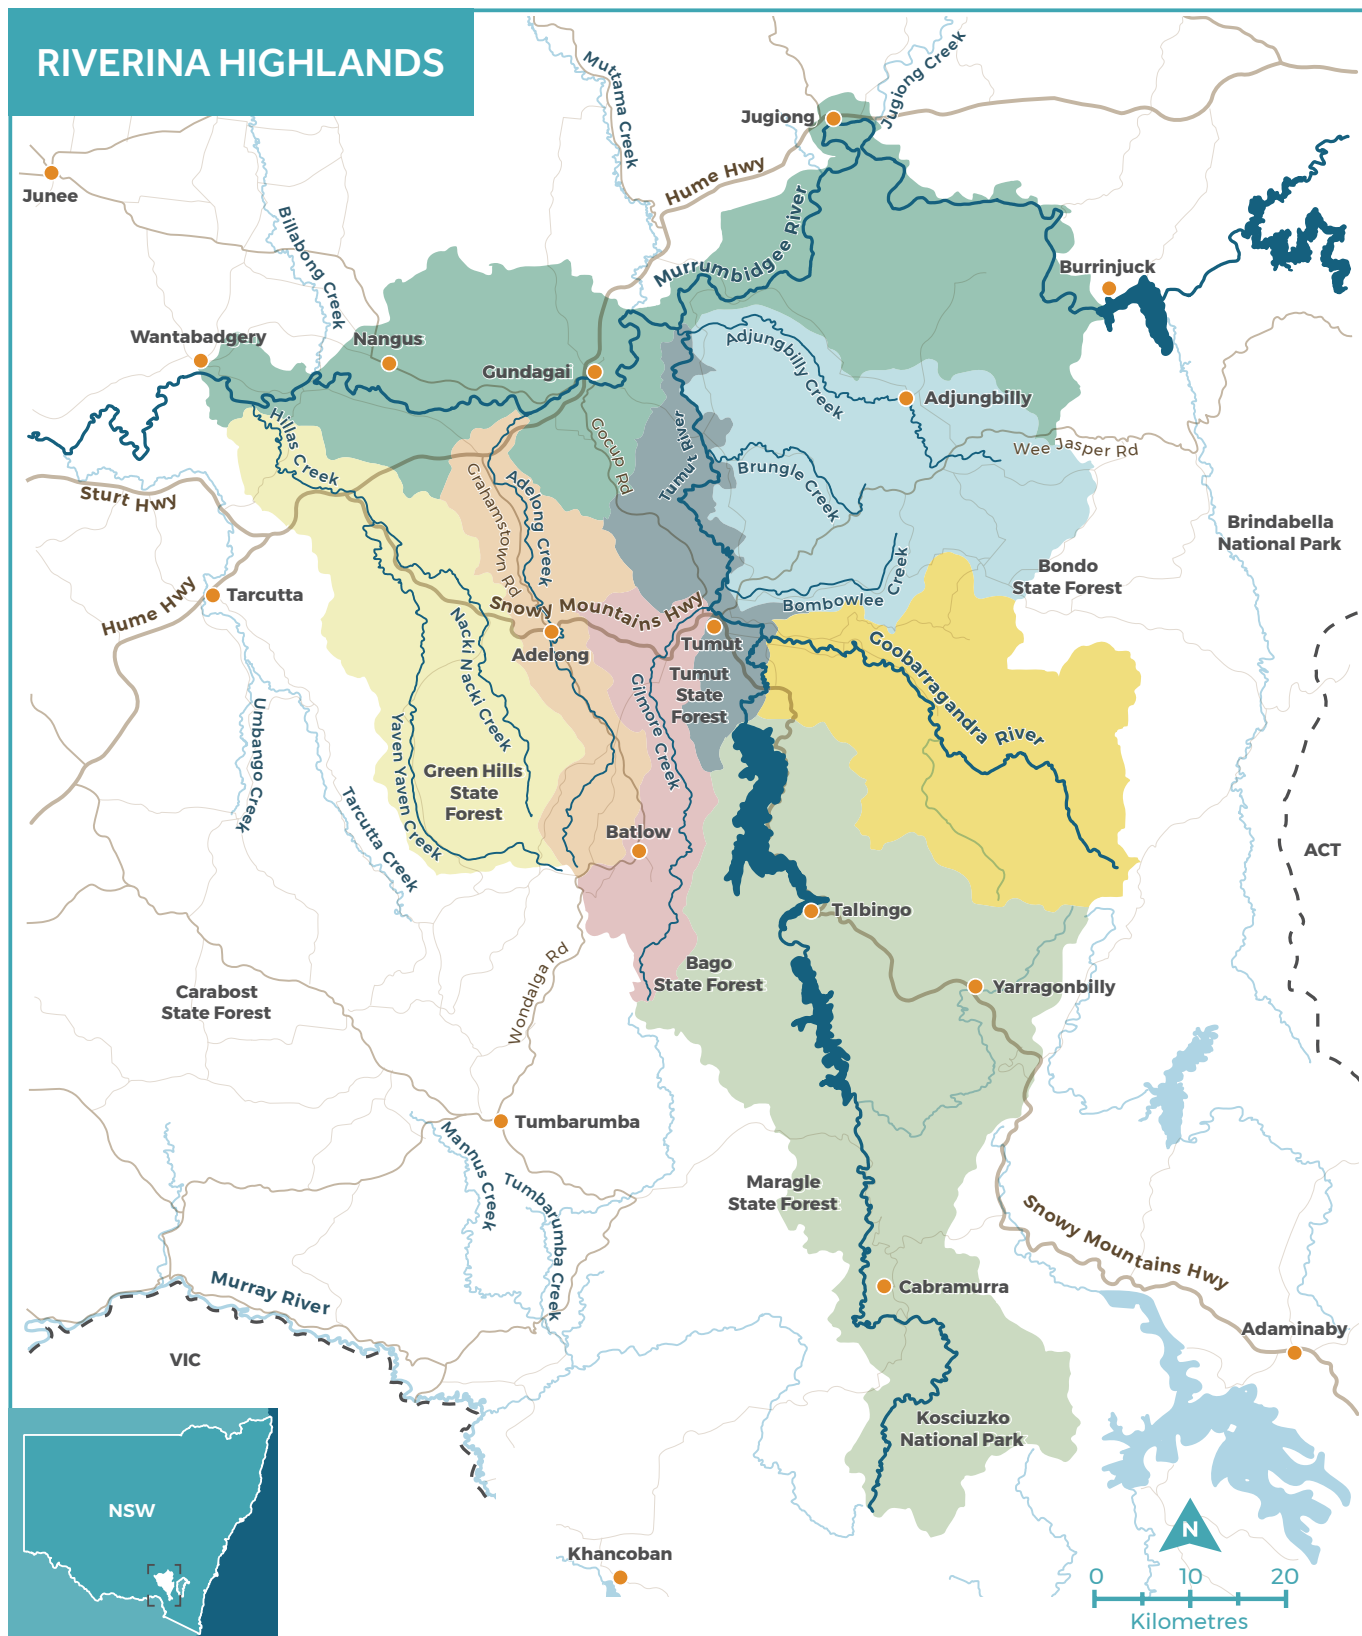 RIVERINA HIGHLANDS
Muttama Creek
Jugiong Creek
Jugiong
Hume Hwy
Junee
Billabong Creek
Murrumbidgee River
Burrinjuck
Wantabadgery
Nangus
Gundagai
Adjungbilly Creek
Adjungbilly
Hillas Creek
Gocup Rd
Tumut River
Wee Jasper Rd
Sturt Hwy
Grahamstown Rd
Adelong Creek
Brungle Creek
Brindabella
National Park
Bondo
State Forest
Hume Hwy
Tarcutta
Snowy Mountains Hwy
Bombowlee Creek
Nacki Nacki Creek
Adelong
Tumut
Tumut
State
Forest
Goobarragandra River
Gilmore Creek
Umbango Creek
Yaven Yaven Creek
Green Hills
State
Forest
Tarcutta Creek
Batlow
ACT
Talbingo
Wondalga Rd
Bago
State Forest
Yarragonbilly
Carabost
State Forest
Tumbarumba
Mannus Creek
Tumbarumba Creek
Maragle
State Forest
Snowy Mountains Hwy
Murray River
Cabramurra
Adaminaby
VIC
Kosciuzko
National Park
NSW
Khancoban
N
0 10 20
Kilometres